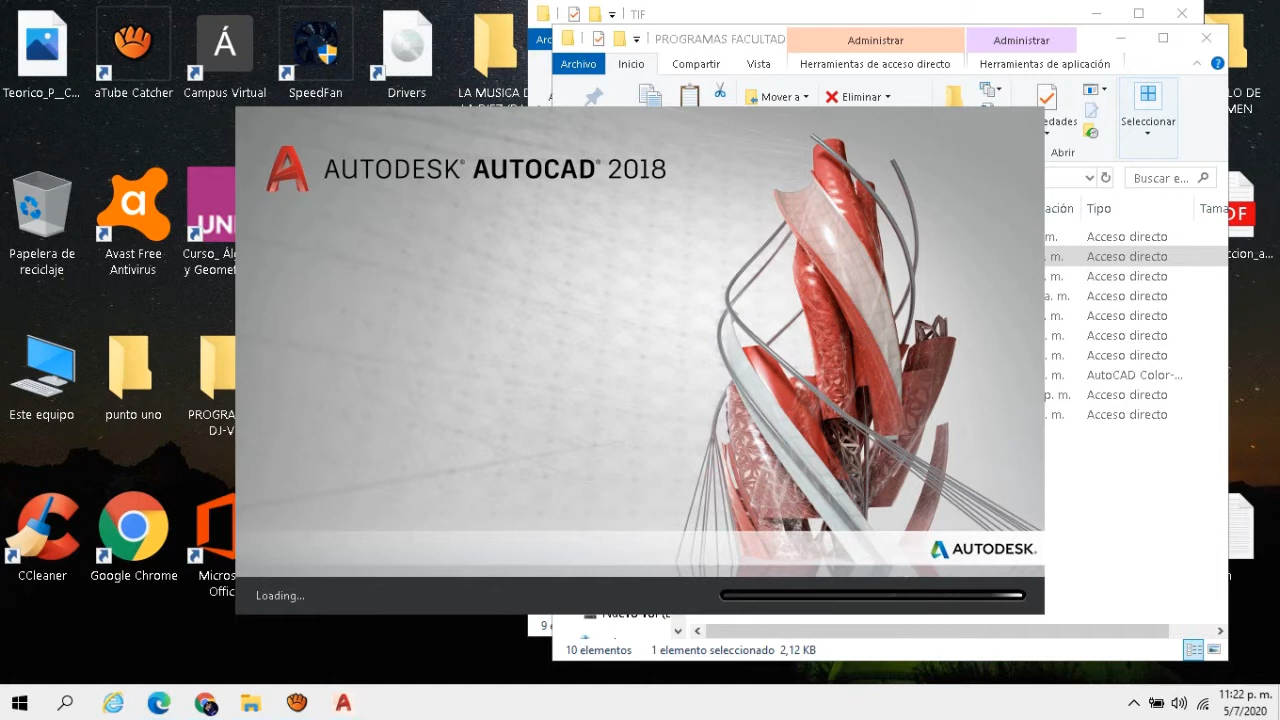 Teorico_P__C...
aTube Catcher
Campus Virtual
SpeedFan
Drivers
LA MUSICA D
Papelera de
reciclaje
Avast Free
Antivirus
UNI
Curso_ Ál
y Geomet
Este equipo
punto uno
PROGRA
DJ-V
CCleaner
Google Chrome
Micros
Offic
TIF
PROGRAMAS FACULTAD
Administrar
Administrar
Archivo
Inicio
Compartir
Vista
Herramientas de acceso directo
Herramientas de aplicación
Mover a
Eliminar
edades
Seleccionar
Abrir
Buscar e...
ación
Tipo
Tama
m.
Acceso directo
. m.
Acceso directo
. m.
Acceso directo
a. m.
Acceso directo
. m.
Acceso directo
. m.
Acceso directo
. m.
Acceso directo
. m.
AutoCAD Color-...
p. m.
Acceso directo
. m.
Acceso directo
LO DE
MEN
DF
ccion_a...
AUTODESK® AUTOCAD® 2018
AUTODESK.
Loading...
9 e
10 elementos
1 elemento seleccionado
2,12 KB
11:22 p. m.
5/7/2020